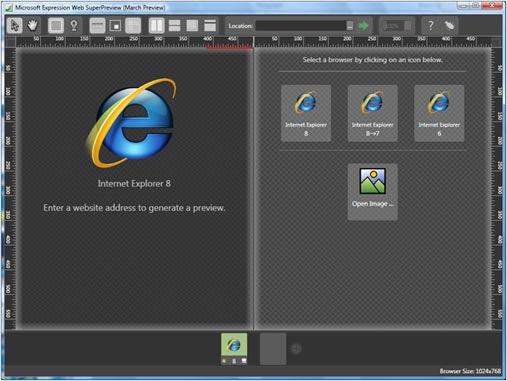 Microsoft Expression Web SuperPreview (March Preview)
Location:
100%
?
50 100 150 200 250 300 350 400 450
50 100 150 200 250 300 350 400 450
Internet Explorer 8
Enter a website address to generate a preview.
Select a browser by clicking on an icon below.
Internet Explorer
8
Internet Explorer
8→7
Internet Explorer
6
Open Image ...
8
Browser Size: 1024x768